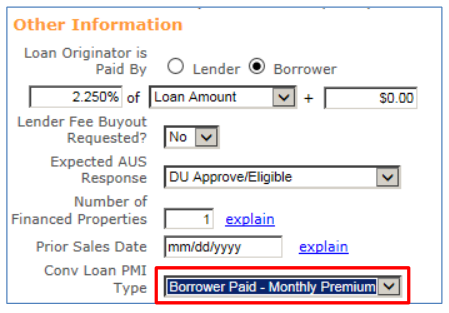 Other Information
Loan Originator is
Paid By Lender Borrower
2.250% of Loan Amount + $0.00
Lender Fee Buyout
Requested? No
Expected AUS
Response DU Approve/Eligible
Number of
Financed Properties 1 explain
Prior Sales Date mm/dd/yyyy explain
Conv Loan PMI
Type Borrower Paid - Monthly Premium